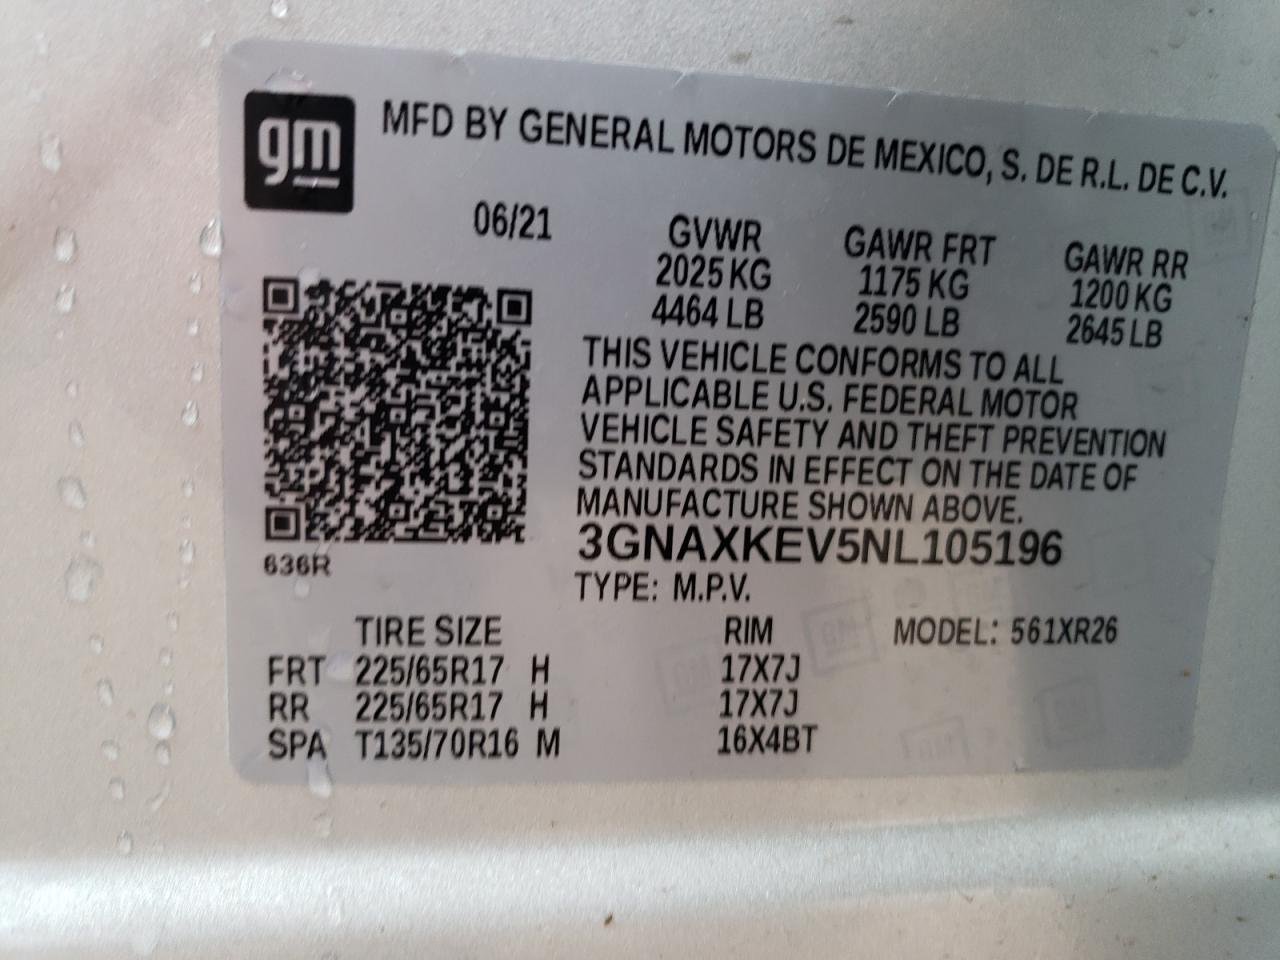 gm
MFD BY GENERAL MOTORS DE MEXICO, S. DE R.L. DE C.V.
06/21 GVWR GAWR FRT GAWR RR
2025 KG 1175 KG 1200 KG
4464 LB 2590 LB 2645 LB
THIS VEHICLE CONFORMS TO ALL
APPLICABLE U.S. FEDERAL MOTOR
VEHICLE SAFETY AND THEFT PREVENTION
STANDARDS IN EFFECT ON THE DATE OF
MANUFACTURE SHOWN ABOVE.
3GNAXKEV5NL105196
636R
TYPE: M.P.V.
TIRE SIZE RIM MODEL: 561XR26
FRT 225/65R17 H 17X7J
RR 225/65R17 H 17X7J
SPA T135/70R16 M 16X4BT